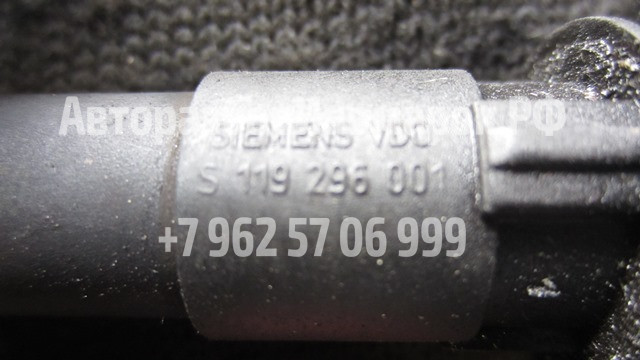 SIEMENS VDO
S 119 296 001
+7 962 57 06 999